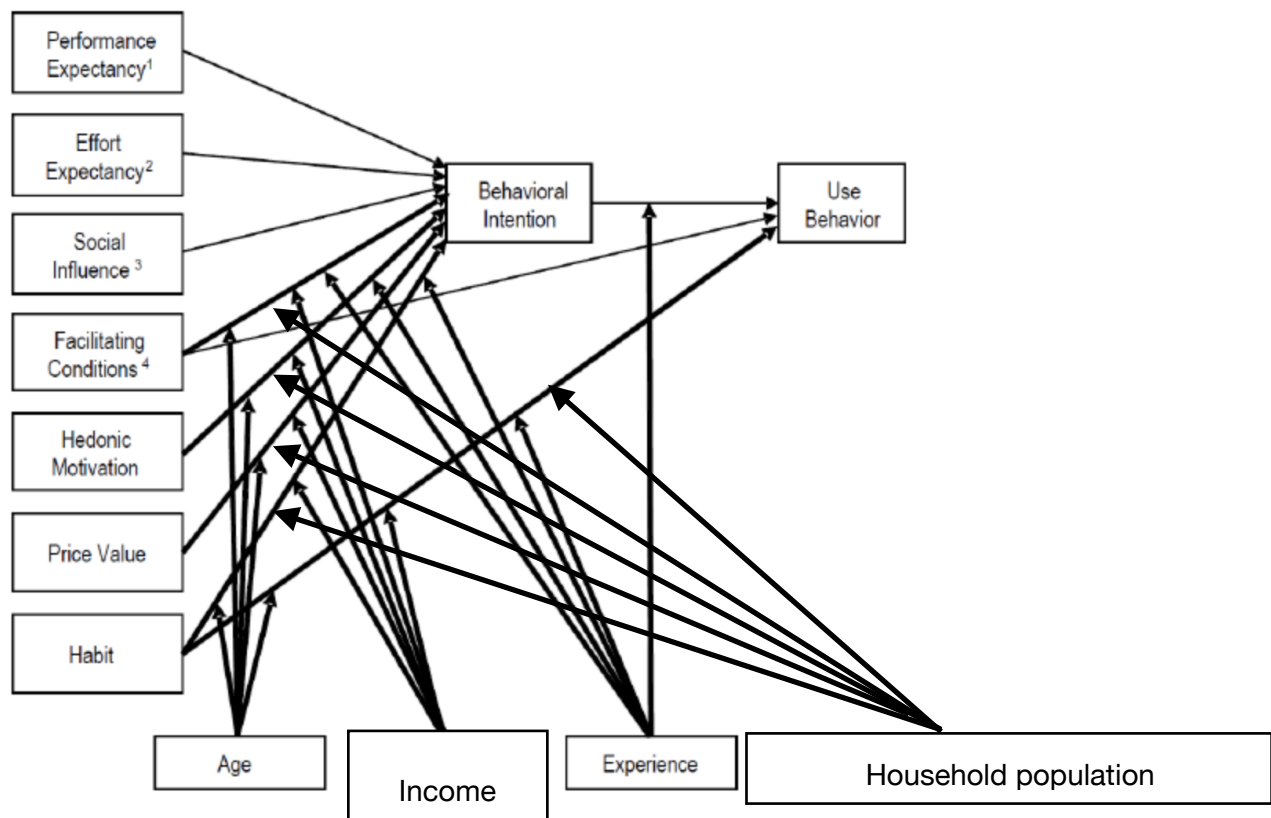 Performance
Expectancy¹
Effort
Expectancy²
Behavioral
Intention
Use
Behavior
Social
Influence ³
Facilitating
Conditions ⁴
Hedonic
Motivation
Price Value
Habit
Age
Income
Experience
Household population